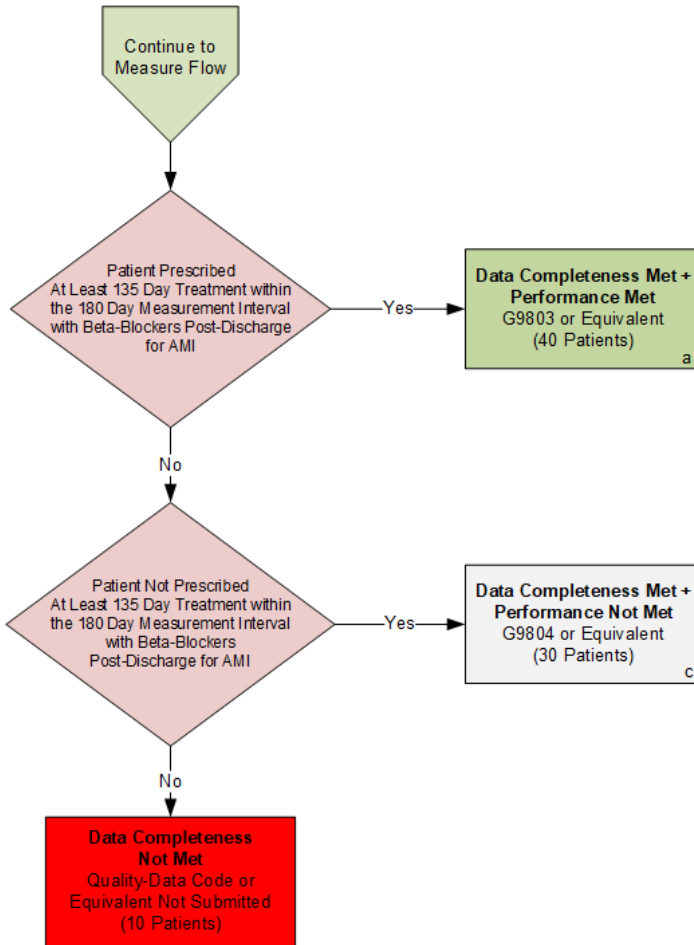 Continue to
Measure Flow
Patient Prescribed
At Least 135 Day Treatment within
the 180 Day Measurement Interval
with Beta-Blockers Post-Discharge
for AMI
Yes
Data Completeness Met +
Performance Met
G9803 or Equivalent
(40 Patients)
a
No
Patient Not Prescribed
At Least 135 Day Treatment within
the 180 Day Measurement Interval
with Beta-Blockers
Post-Discharge for AMI
Yes
Data Completeness Met +
Performance Not Met
G9804 or Equivalent
(30 Patients)
c
No
Data Completeness
Not Met
Quality-Data Code or
Equivalent Not Submitted
(10 Patients)